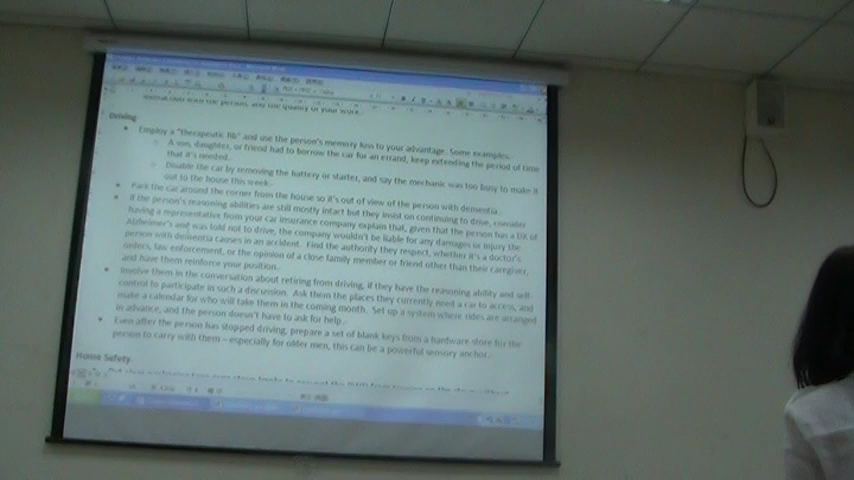 instruction with the person, and the quality of your work.
Driving
Employ a "therapeutic fib" and use the person's memory loss to your advantage. Some examples:
A son, daughter, or friend had to borrow the car for an errand, keep extending the period of time
that it's needed.
Disable the car by removing the battery or starter, and say the mechanic was too busy to make it
out to the house this week.
Park the car around the corner from the house so it's out of view of the person with dementia.
If the person's reasoning abilities are still mostly intact but they insist on continuing to drive, consider
having a representative from your car insurance company explain that, given that the person has a DX of
Alzheimer's and was told not to drive, the company wouldn't be liable for any damages or injury the
person with dementia causes in an accident. Find the authority they respect, whether it's a doctor's
orders, law enforcement, or the opinion of a close family member or friend other than their caregiver,
and have them reinforce your position.
Involve them in the conversation about retiring from driving, if they have the reasoning ability and self-
control to participate in such a discussion. Ask them the places they currently need a car to access, and
make a calendar for who will take them in the coming month. Set up a system where rides are arranged
in advance, and the person doesn't have to ask for help.
Even after the person has stopped driving, prepare a set of blank keys from a hardware store for the
person to carry with them – especially for older men, this can be a powerful sensory anchor.
Home Safety